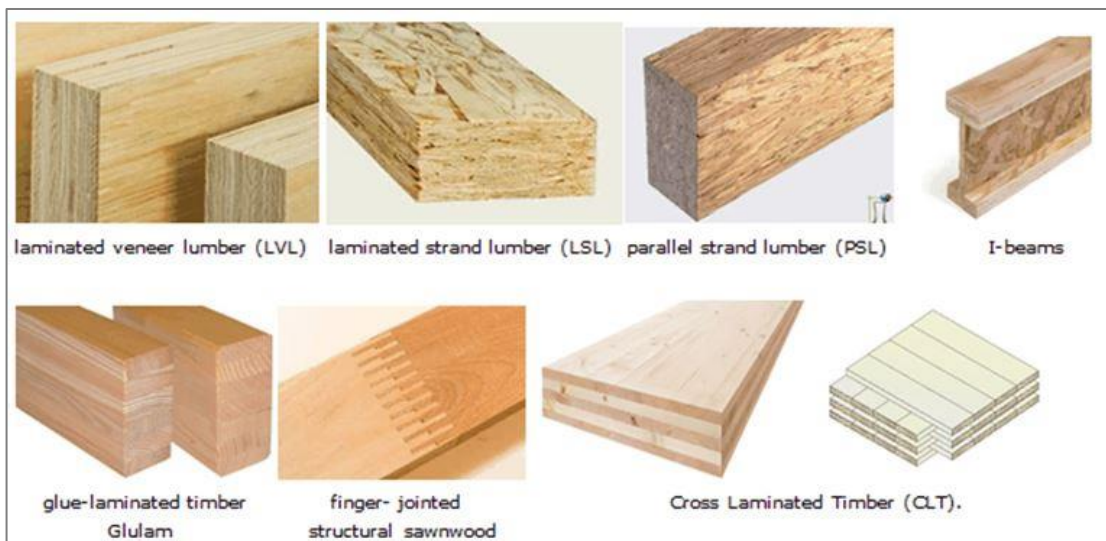 laminated veneer lumber (LVL)
laminated strand lumber (LSL)
parallel strand lumber (PSL)
I-beams
glue-laminated timber
Glulam
finger- jointed
structural sawnwood
Cross Laminated Timber (CLT).